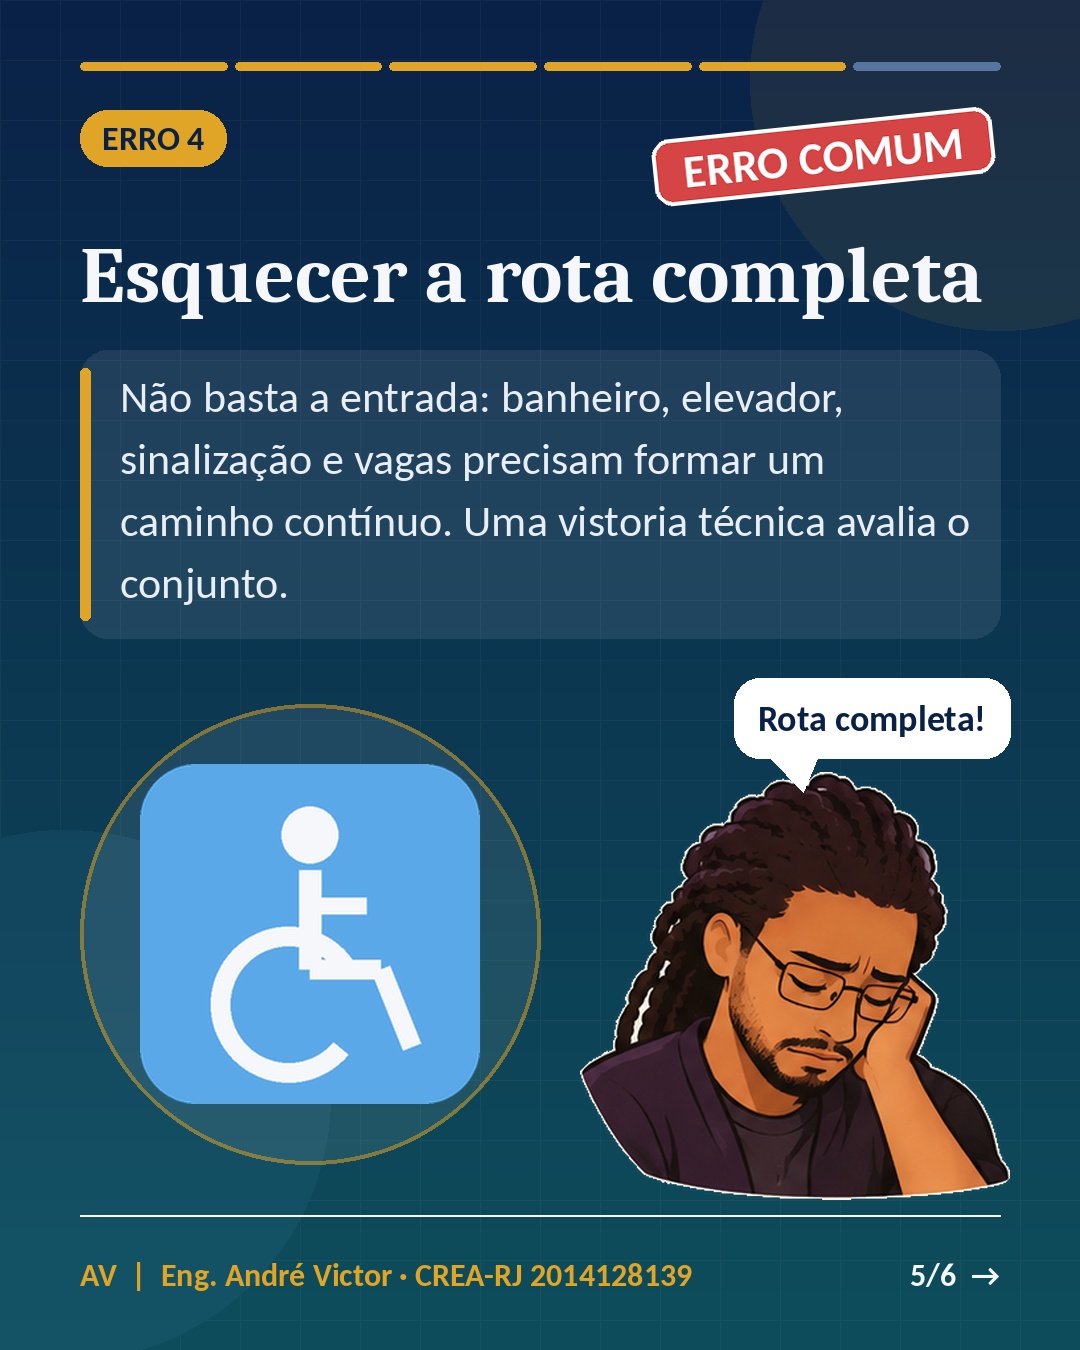 ERRO 4
ERRO COMUM
Esquecer a rota completa
Não basta a entrada: banheiro, elevador,
sinalização e vagas precisam formar um
caminho contínuo. Uma vistoria técnica avalia o
conjunto.
Rota completa!
AV | Eng. André Victor · CREA-RJ 2014128139
5/6 →